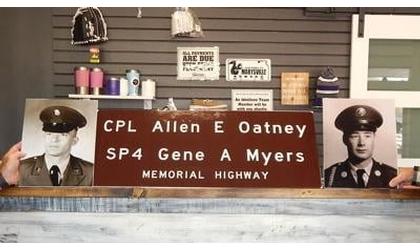 ALL PAYMENTS
ARE DUE
MARYSVILLE
CPL Allen E Oatney
SP4 Gene A Myers
MEMORIAL HIGHWAY